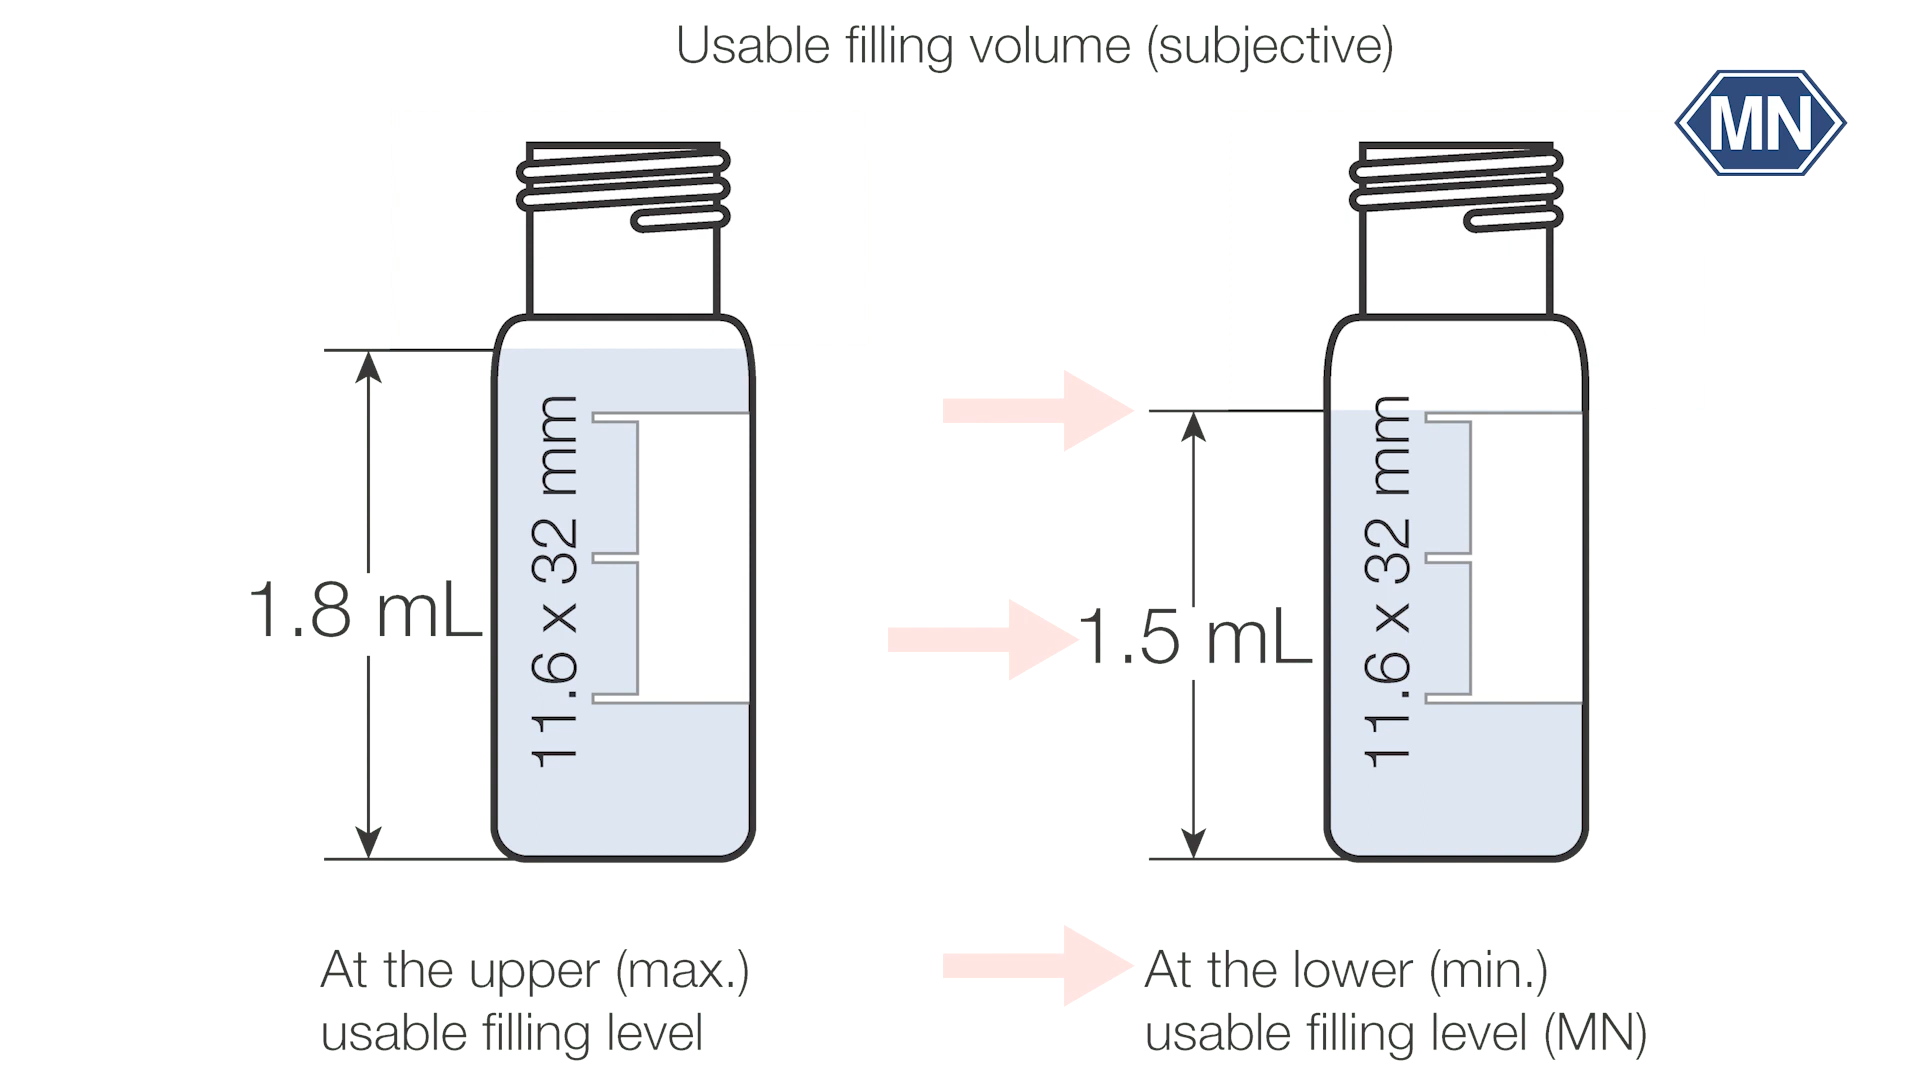 Usable filling volume (subjective)
MN
1.8 mL
11.6 x 32 mm
1.5 mL
11.6 x 32 mm
At the upper (max.)
usable filling level
At the lower (min.)
usable filling level (MN)